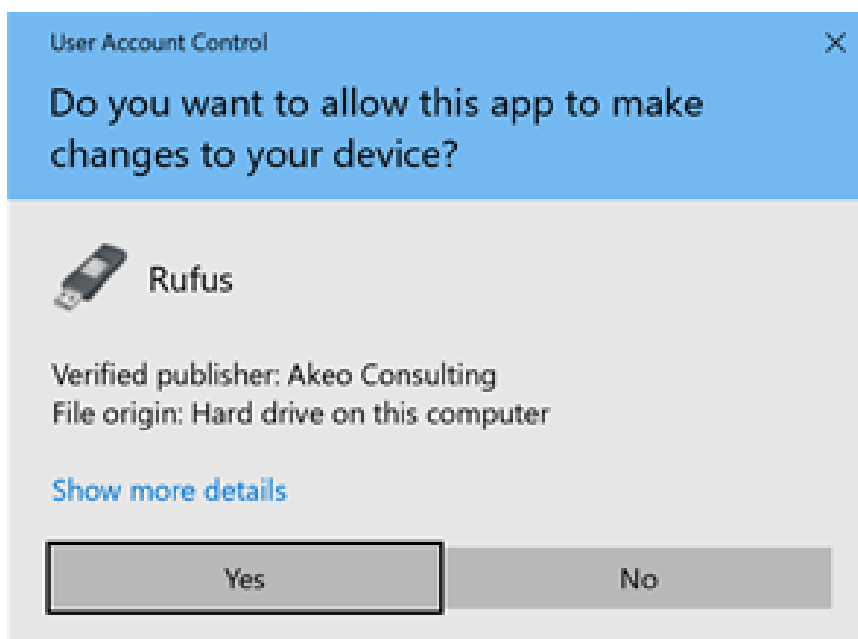 User Account Control
Do you want to allow this app to make
changes to your device?
Rufus
Verified publisher: Akeo Consulting
File origin: Hard drive on this computer
Show more details
Yes
No